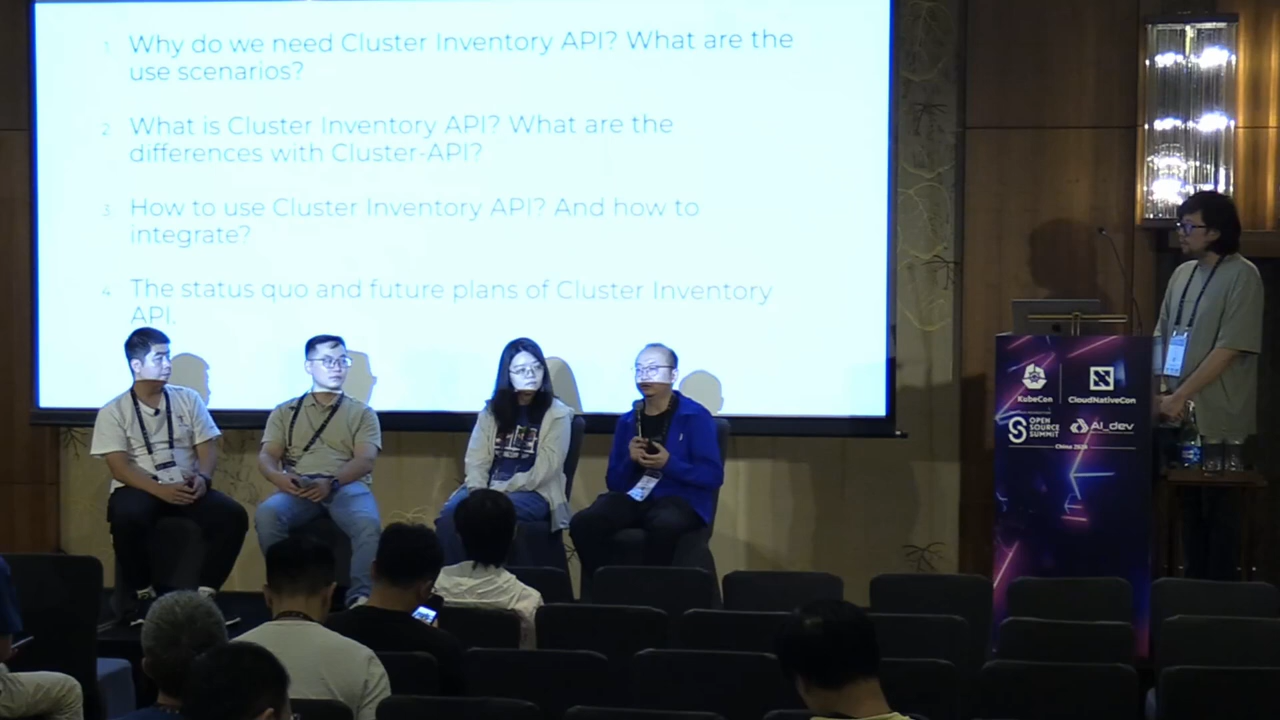 1. Why do we need Cluster Inventory API? What are the
use scenarios?
2. What is Cluster Inventory API? What are the
differences with Cluster-API?
3. How to use Cluster Inventory API? And how to
integrate?
4. The status quo and future plans of Cluster Inventory
API.
KubeCon
CloudNativeCon
OPEN
SOURCE
SUMMIT
AI_dev